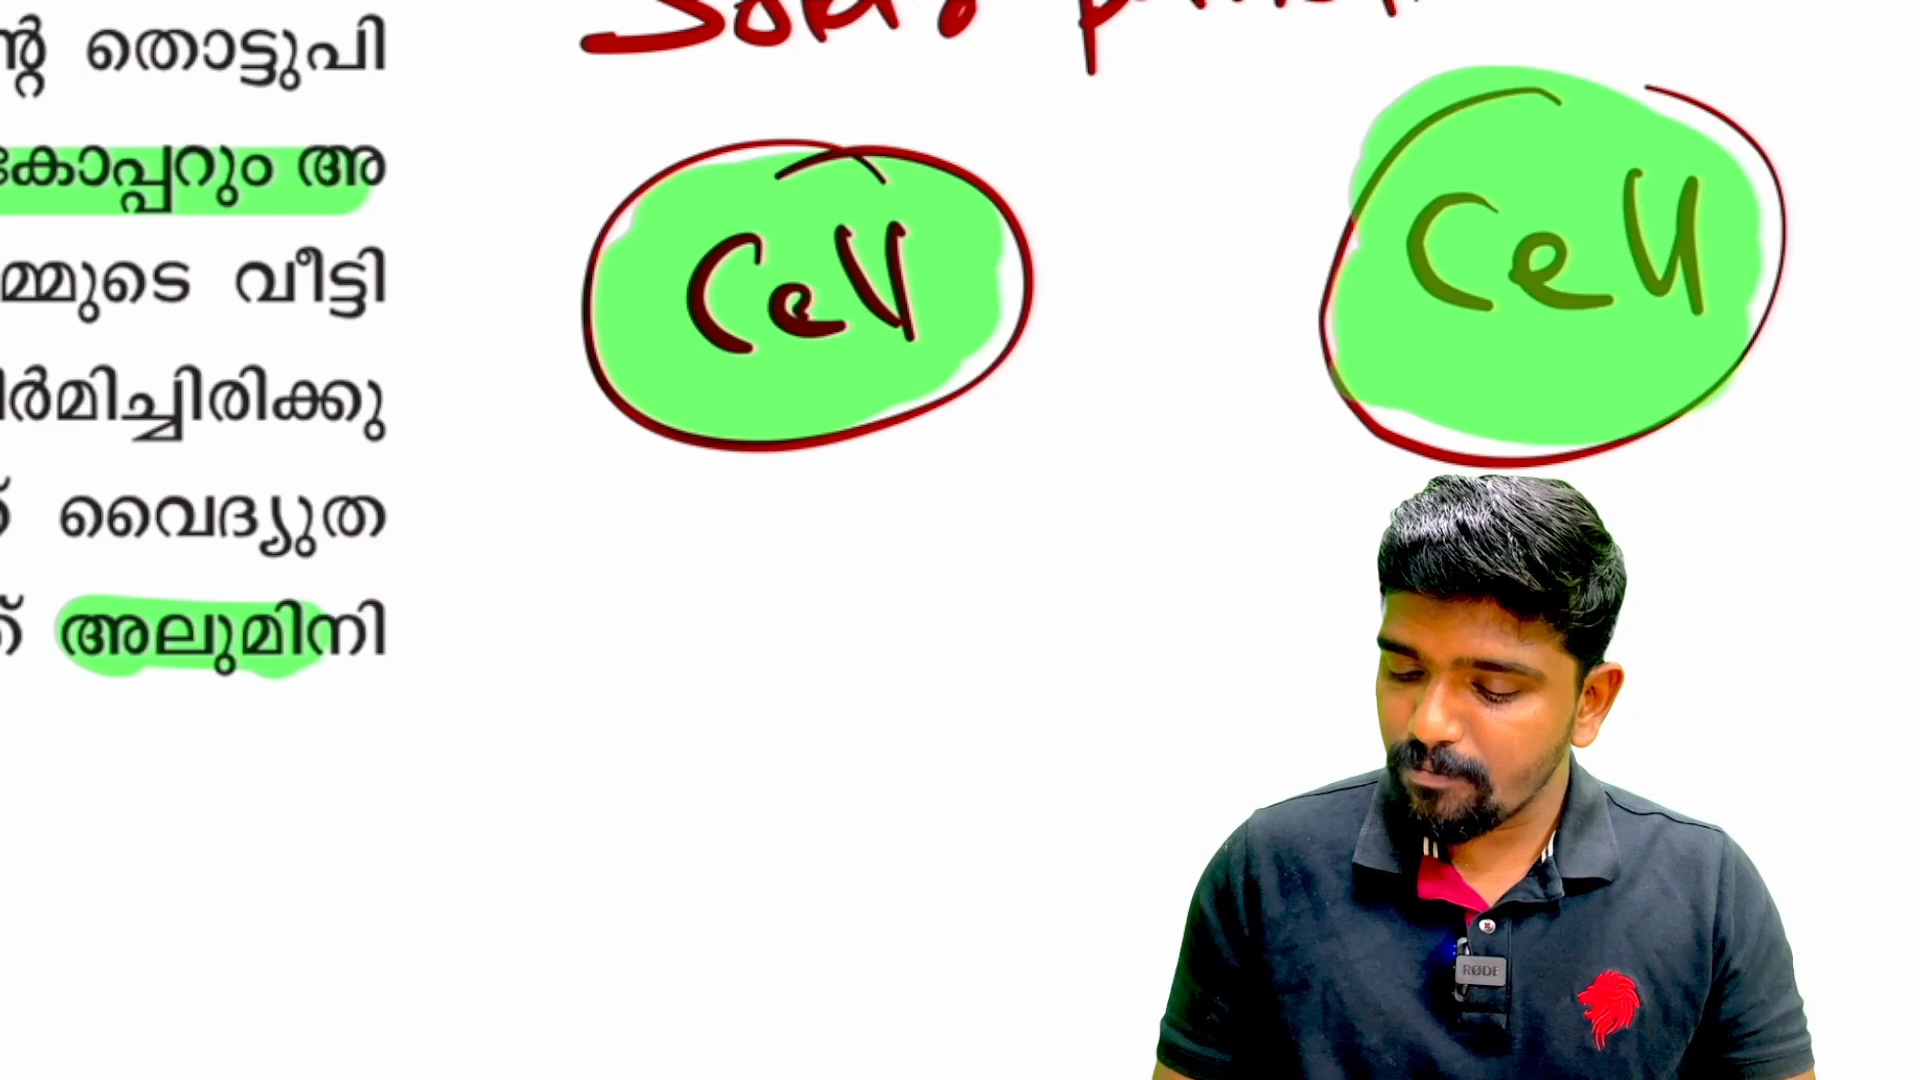 ന്റ തൊട്ടുപി
കോപ്പറും അ
മ്മുടെ വീട്ടി
ർമിച്ചിരിക്കു
വൈദ്യുത
അലുമിനി
Cell
Cell
RØDE